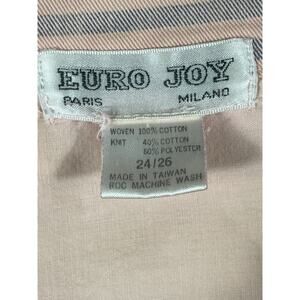 EURO JOY
PARIS MILANO
WOVEN 100% COTTON
KNIT 40% COTTON
60% POLYESTER
24/26
MADE IN TAIWAN
ROC MACHINE WASH